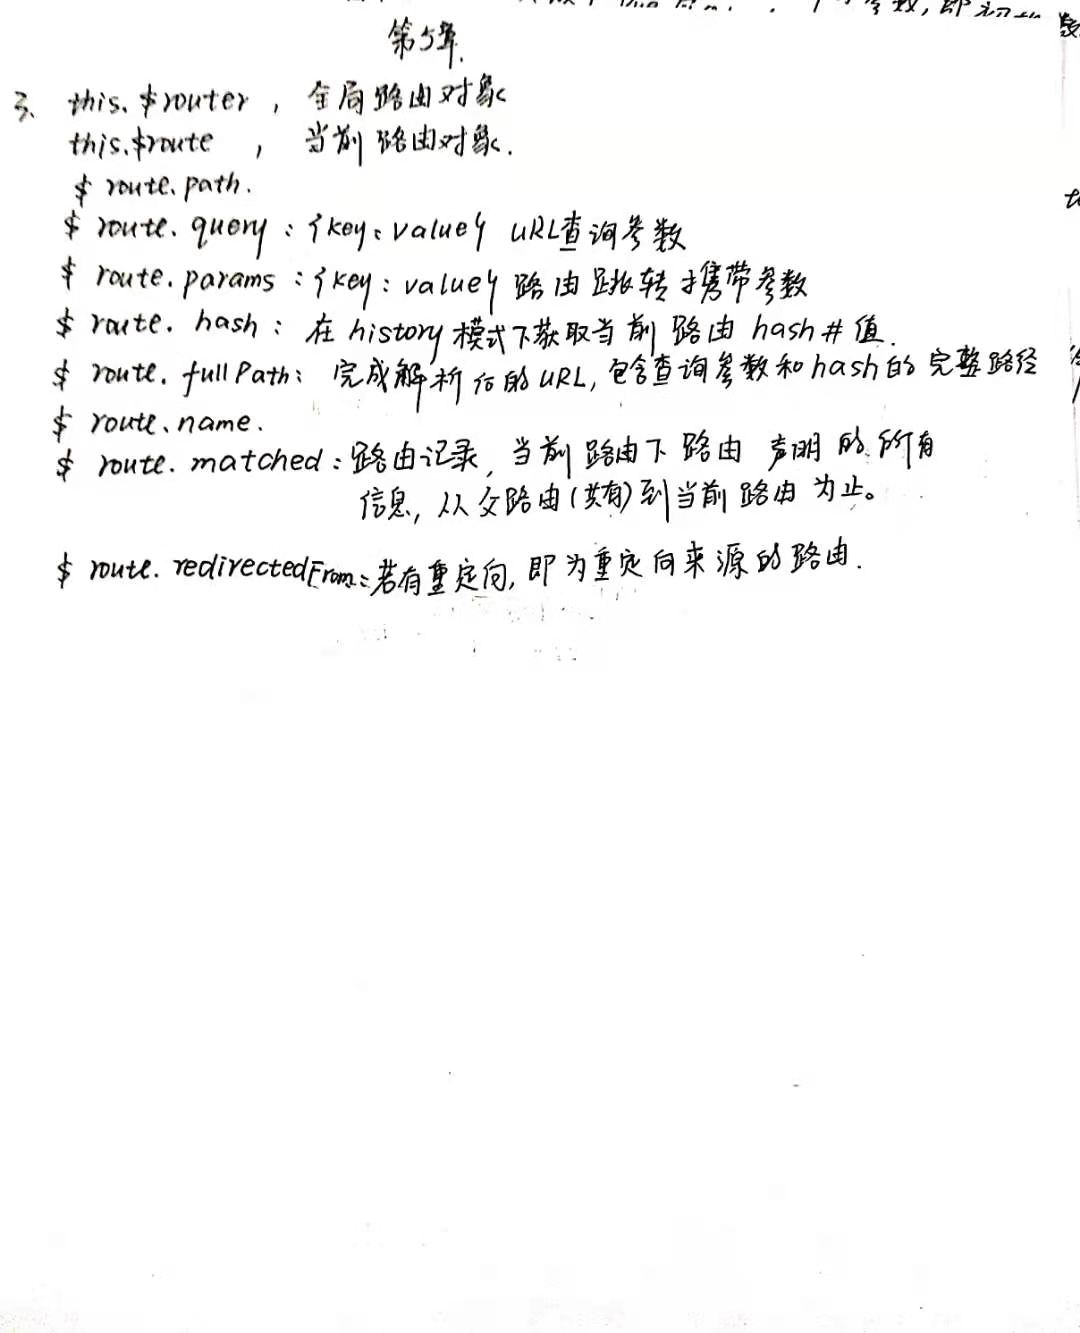 参数,即初
第5章.
3、this.$router , 全局路由对象
this.$route , 当前路由对象.
$ route.path.
$ route.query:{key:value} URL查询参数
$ route.params:{key:value} 路由跳转携带参数
$ route.hash: 在history模式下获取当前路由hash#值.
$ route.fullPath: 完成解析后的URL,包含查询参数和hash的完整路径
$ route.name.
$ route.matched:路由记录,当前路由下路由声明的所有
信息,从父路由(若有)到当前路由为止。
$ route.redirectedFrom:若有重定向,即为重定向来源的路由.